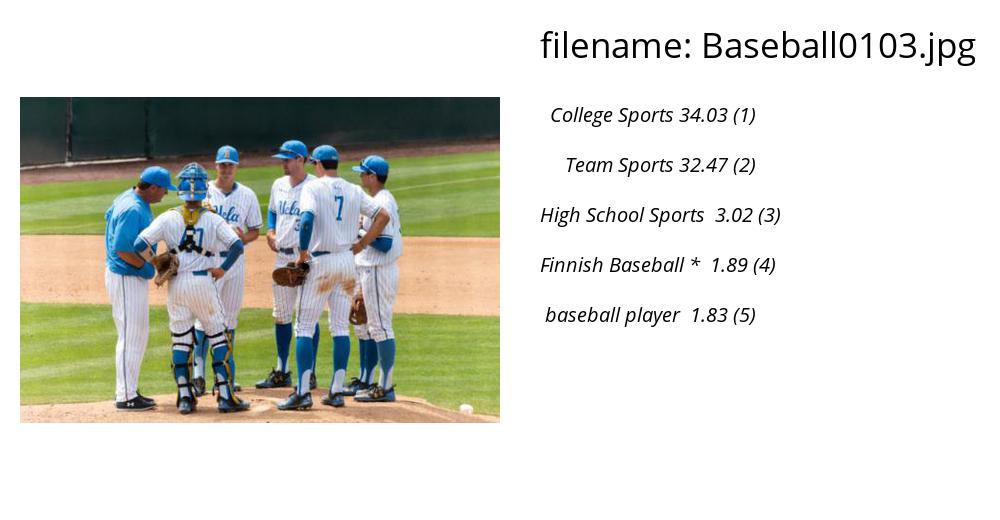 filename: Baseball0103.jpg
College Sports 34.03 (1)
Team Sports 32.47 (2)
High School Sports 3.02 (3)
Finnish Baseball * 1.89 (4)
baseball player 1.83 (5)
Ucla
Ucla
7